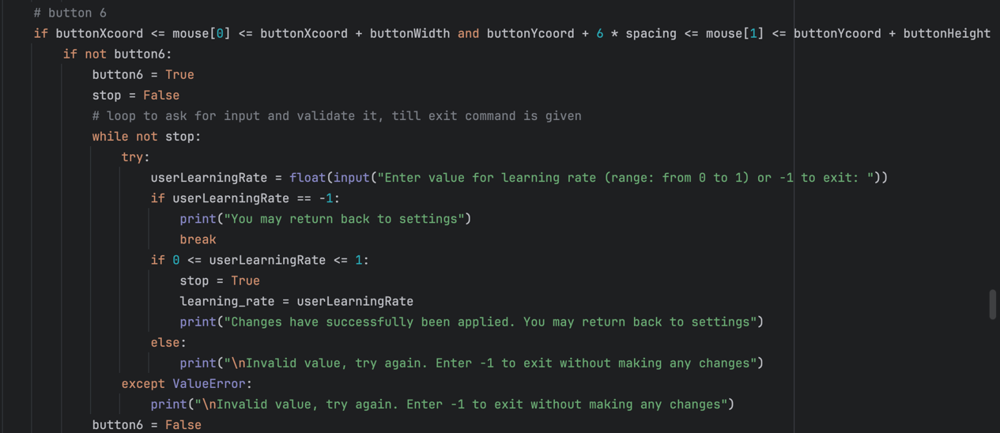 # button 6
if buttonXcoord <= mouse[0] <= buttonXcoord + buttonWidth and buttonYcoord + 6 * spacing <= mouse[1] <= buttonYcoord + buttonHeight
if not button6:
button6 = True
stop = False
# loop to ask for input and validate it, till exit command is given
while not stop:
try:
userLearningRate = float(input("Enter value for learning rate (range: from 0 to 1) or -1 to exit: "))
if userLearningRate == -1:
print("You may return back to settings")
break
if 0 <= userLearningRate <= 1:
stop = True
learning_rate = userLearningRate
print("Changes have successfully been applied. You may return back to settings")
else:
print("\nInvalid value, try again. Enter -1 to exit without making any changes")
except ValueError:
print("\nInvalid value, try again. Enter -1 to exit without making any changes")
button6 = False